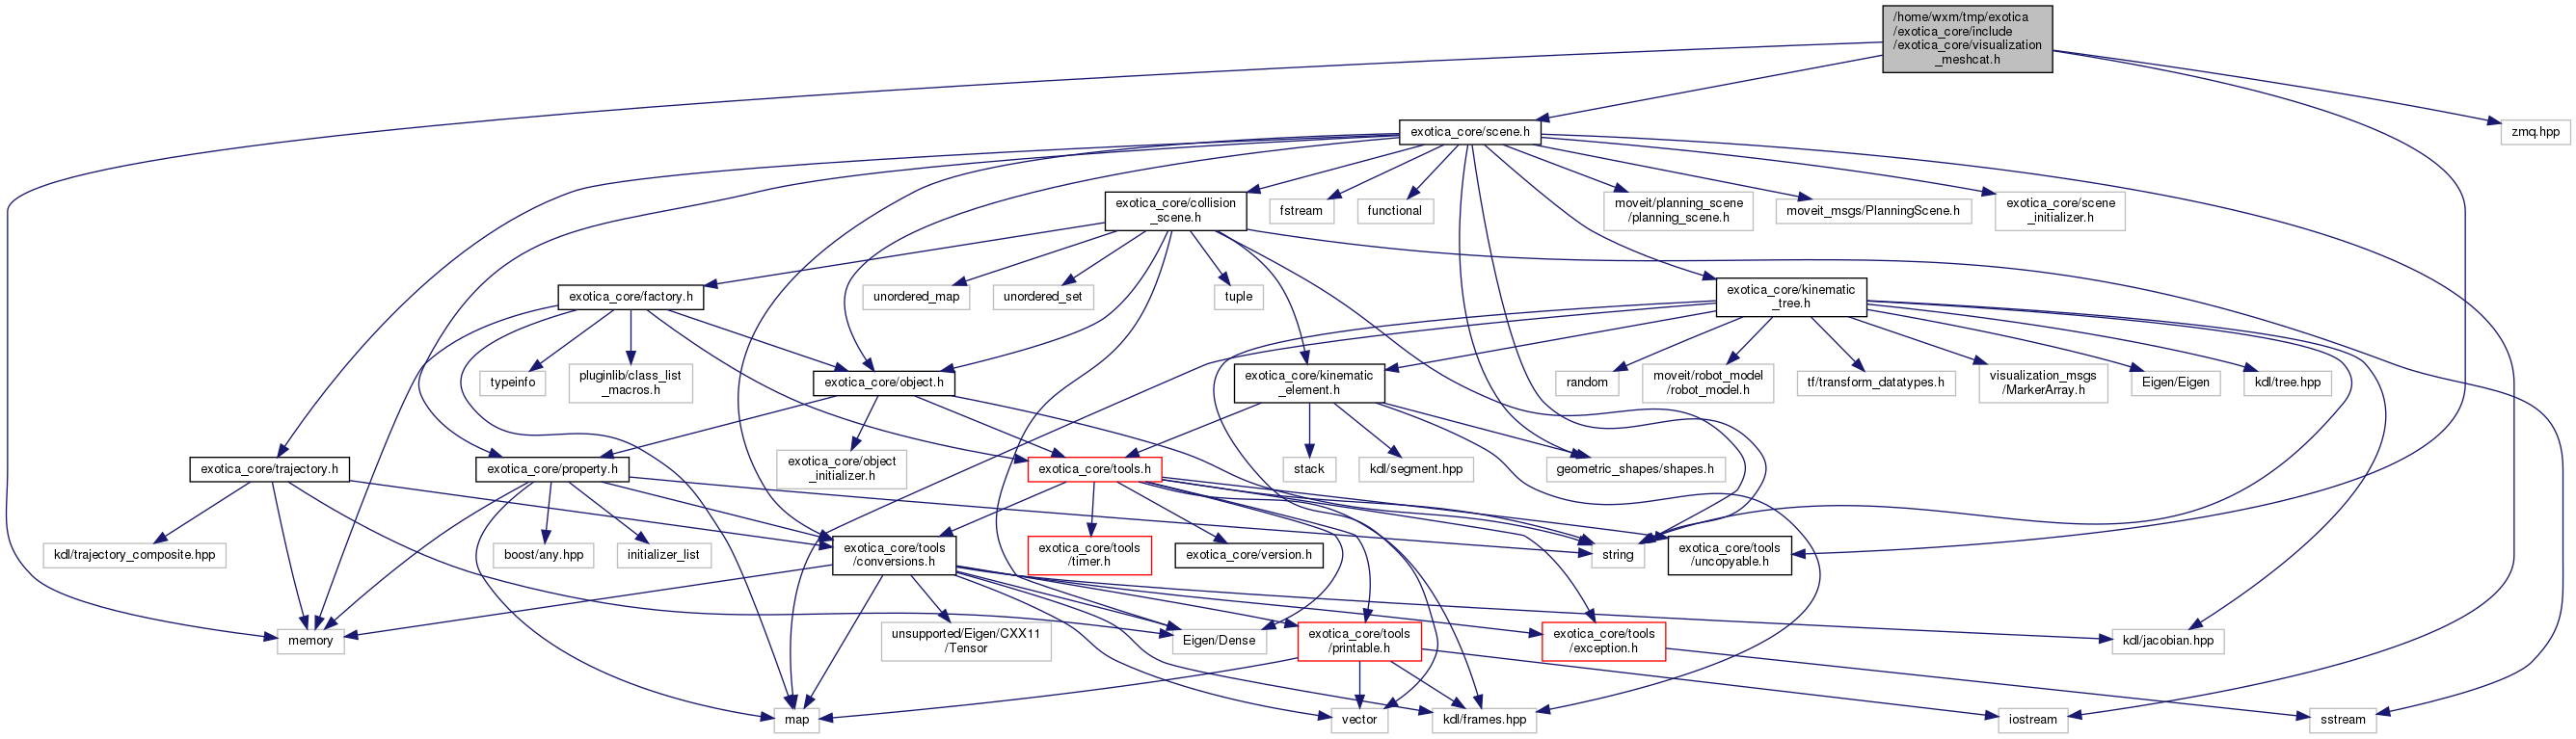 /home/wxm/tmp/exotica
/exotica_core/include
/exotica_core/visualization
_meshcat.h
exotica_core/scene.h
zmq.hpp
exotica_core/collision
_scene.h
fstream
functional
moveit/planning_scene
/planning_scene.h
moveit_msgs/PlanningScene.h
exotica_core/scene
_initializer.h
exotica_core/factory.h
unordered_map
unordered_set
tuple
exotica_core/kinematic
_tree.h
typeinfo
pluginlib/class_list
_macros.h
exotica_core/object.h
exotica_core/kinematic
_element.h
random
moveit/robot_model
/robot_model.h
tf/transform_datatypes.h
visualization_msgs
/MarkerArray.h
Eigen/Eigen
kdl/tree.hpp
exotica_core/trajectory.h
exotica_core/property.h
exotica_core/object
_initializer.h
exotica_core/tools.h
stack
kdl/segment.hpp
geometric_shapes/shapes.h
kdl/trajectory_composite.hpp
boost/any.hpp
initializer_list
exotica_core/tools
/conversions.h
exotica_core/tools
/timer.h
exotica_core/version.h
string
exotica_core/tools
/uncopyable.h
memory
unsupported/Eigen/CXX11
/Tensor
Eigen/Dense
exotica_core/tools
/printable.h
exotica_core/tools
/exception.h
kdl/jacobian.hpp
map
vector
kdl/frames.hpp
iostream
sstream